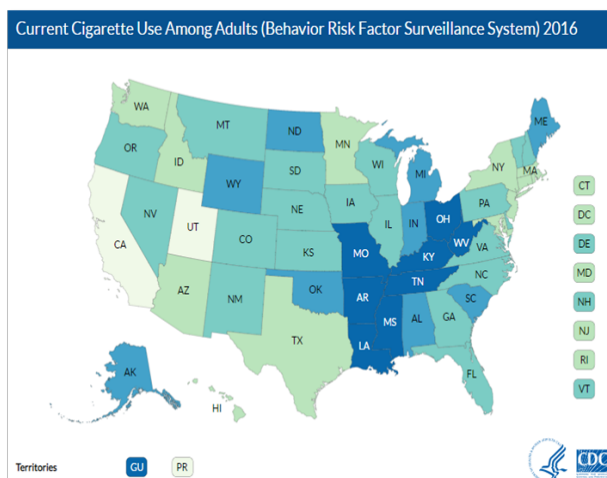 Current Cigarette Use Among Adults (Behavior Risk Factor Surveillance System) 2016
WA
MT
ND
MN
ME
OR
ID
WY
SD
WI
MI
NY
MA
NV
UT
CO
NE
IA
IL
IN
OH
PA
CA
KS
MO
KY
WV
VA
AZ
NM
OK
AR
TN
NC
TX
LA
MS
AL
GA
SC
FL
AK
HI
CT
DC
DE
MD
NH
NJ
RI
VT
Territories
GU
PR
CDC